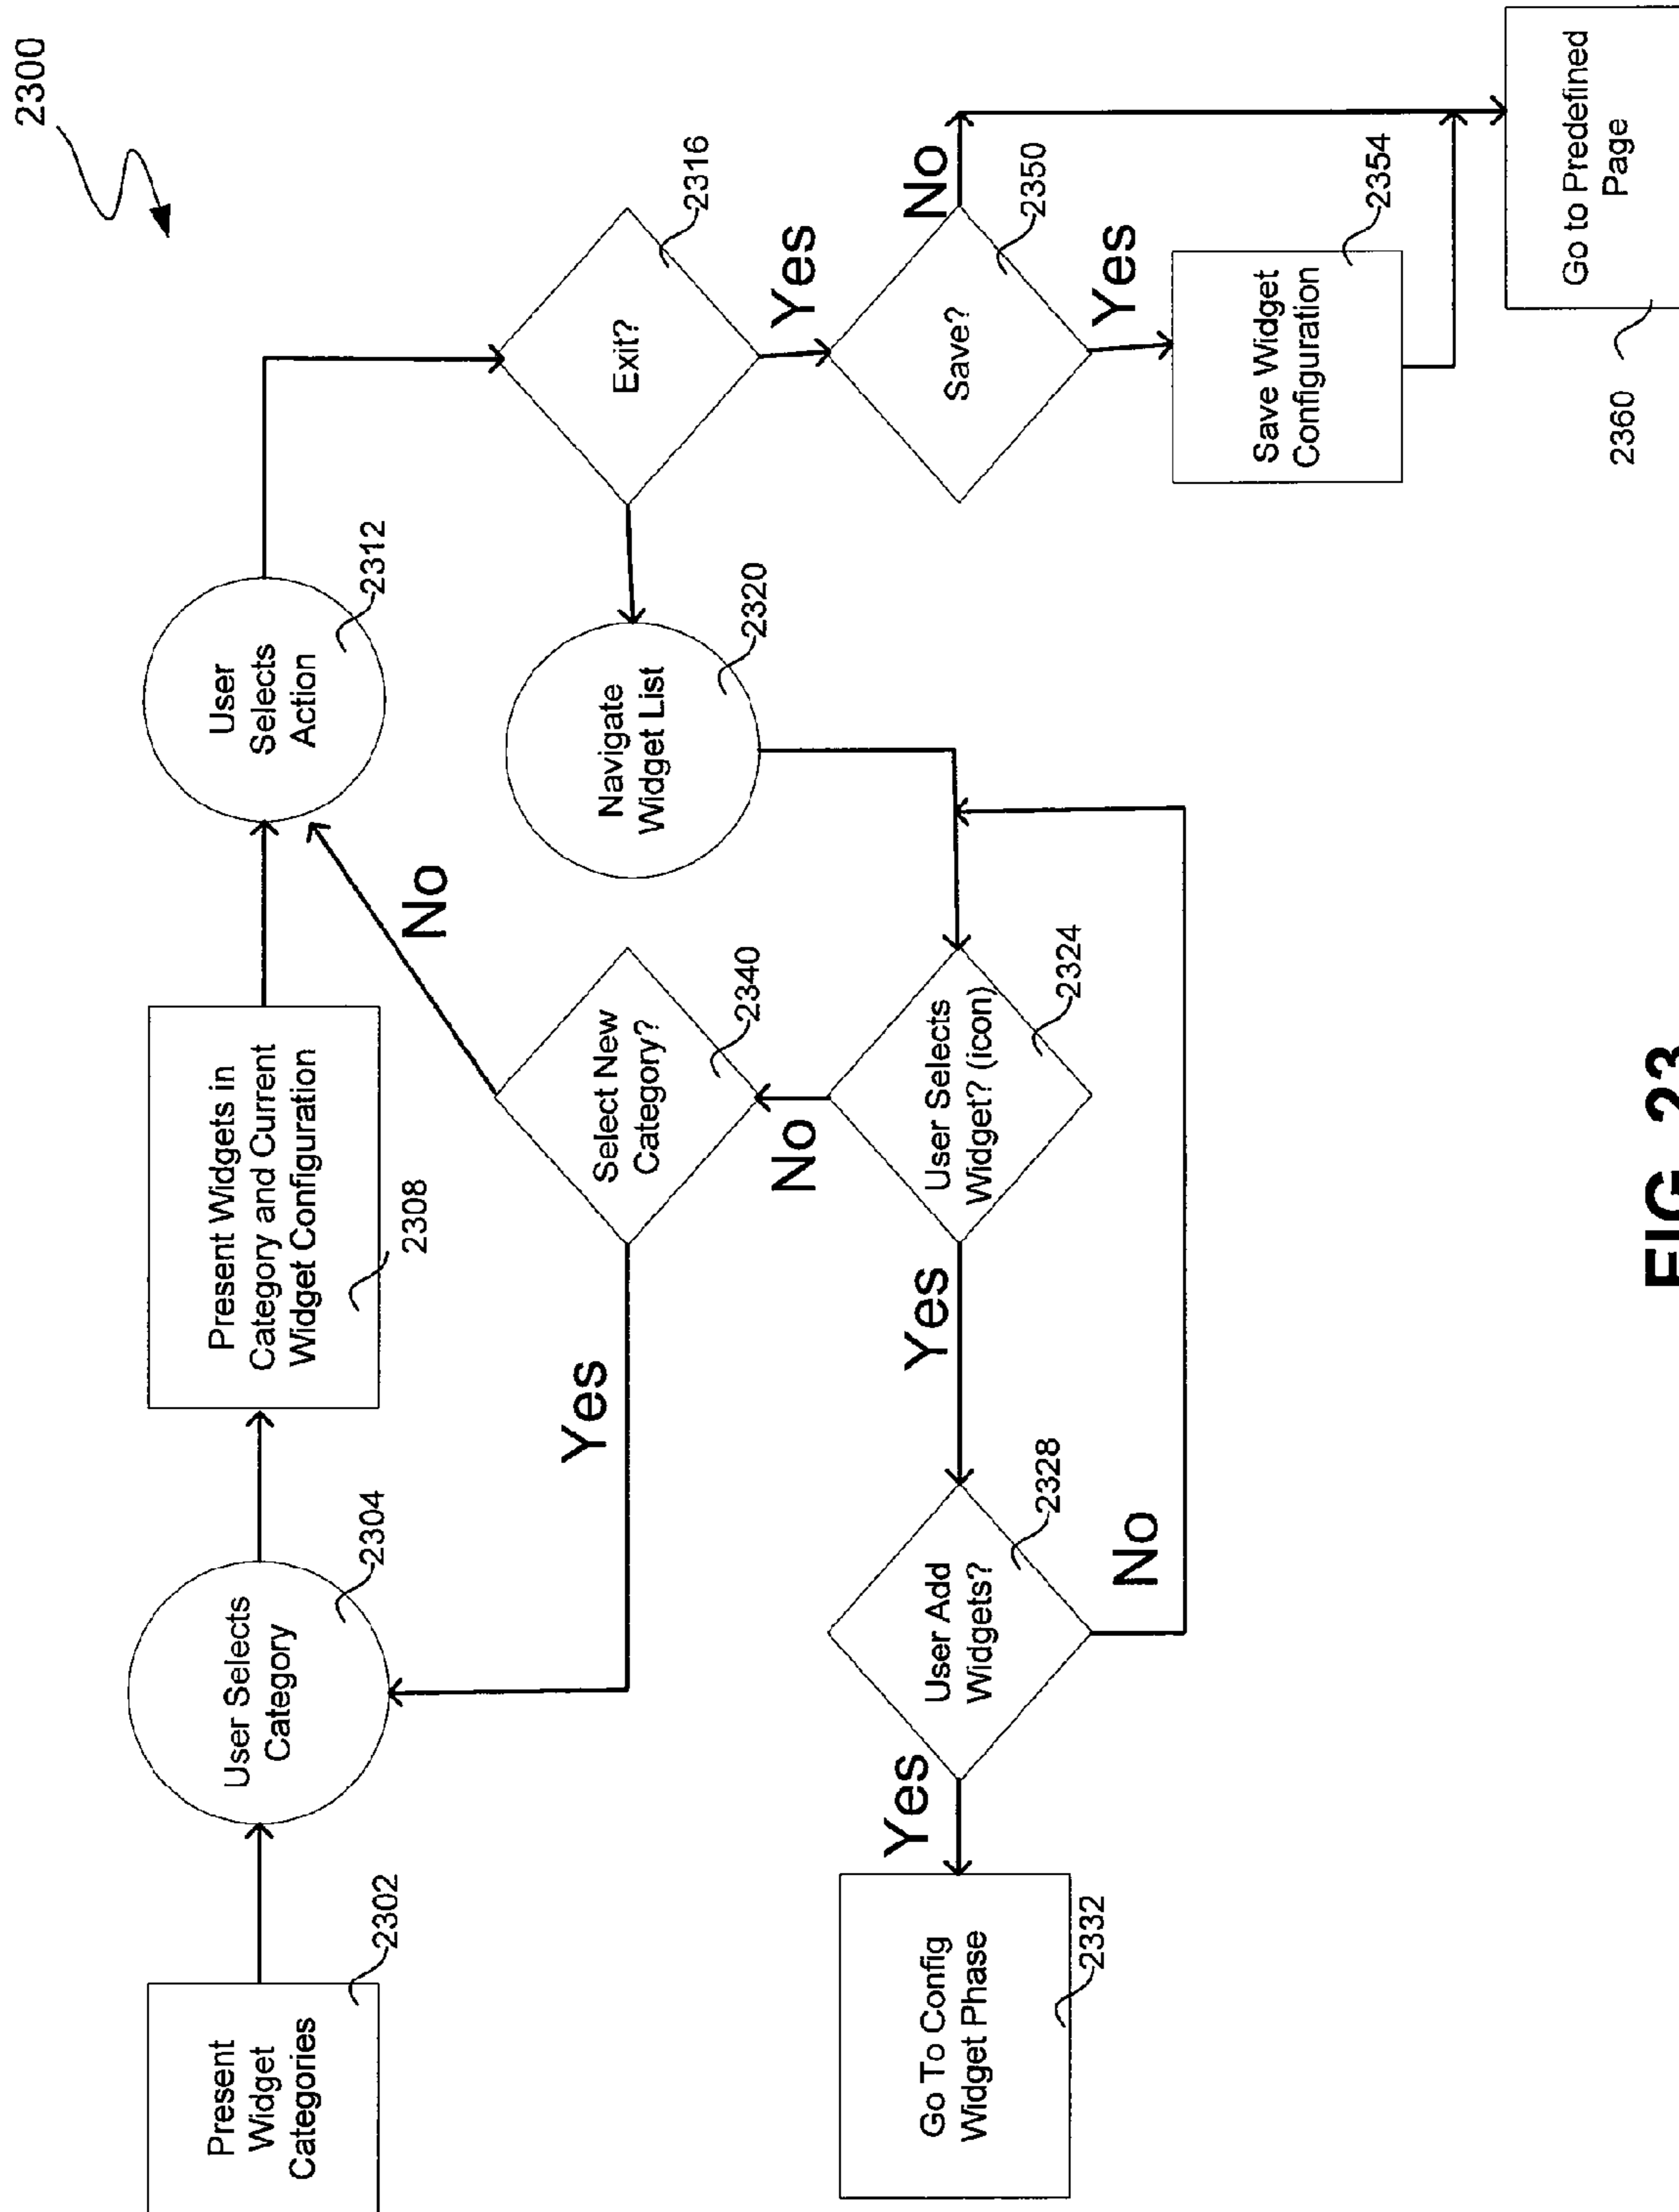 2300
Present
Widget
Categories
2302
User Selects
Category
2304
Present Widgets in
Category and Current
Widget Configuration
2308
User
Selects
Action
2312
No
Yes
Select New
Category?
2340
Navigate
Widget List
2320
Exit?
2316
Yes
No
Go To Config
Widget Phase
2332
Yes
User Add
Widgets?
2328
No
Yes
User Selects
Widget? (icon)
2324
Save?
2350
No
Yes
Save Widget
Configuration
2354
Go to Predefined
Page
2360
FIG. 23